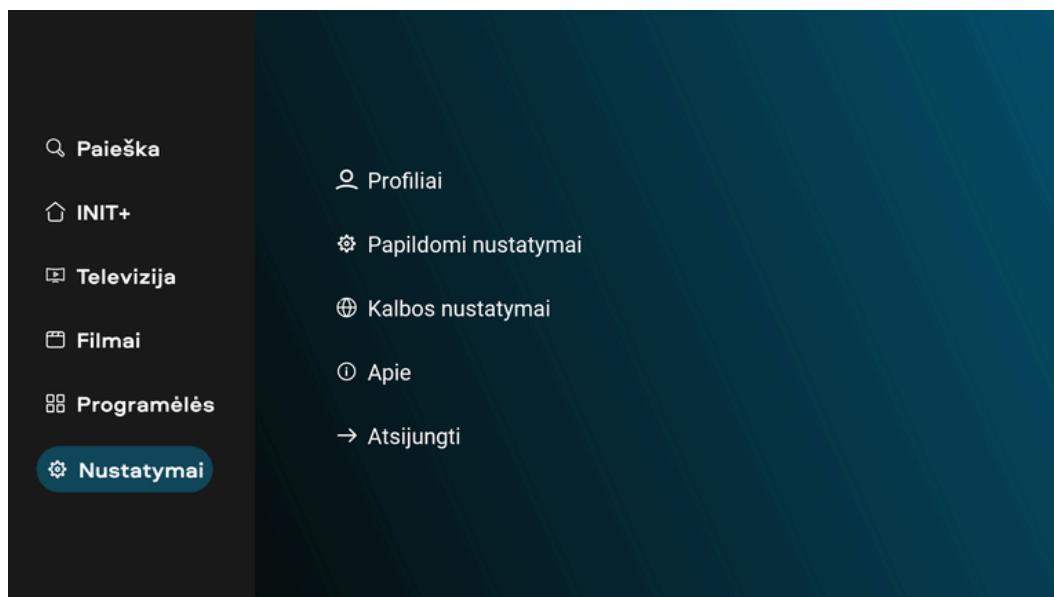 Paieška
INIT+
Televizija
Filmai
Programėlės
Nustatymai
Profiliai
Papildomi nustatymai
Kalbos nustatymai
Apie
Atsijungti